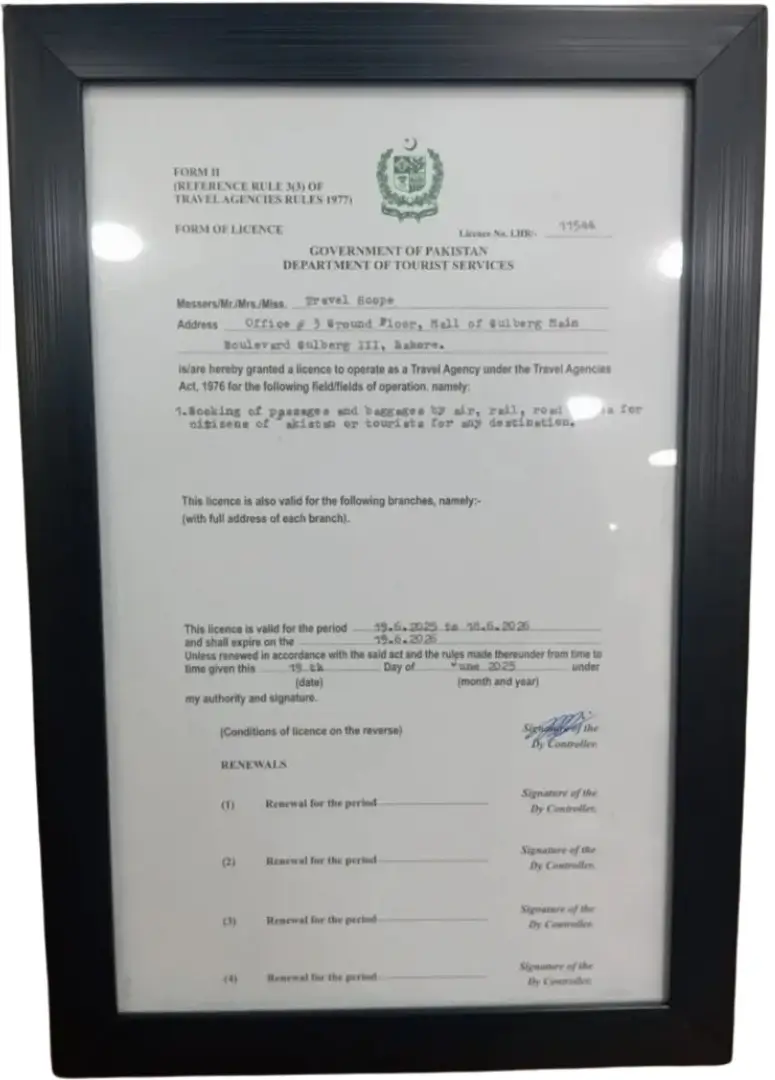 FORM II
(REFERENCE RULE 3(3) OF
TRAVEL AGENCIES RULES 1977)
FORM OF LICENCE
Licence No. LHR/- 11544
GOVERNMENT OF PAKISTAN
DEPARTMENT OF TOURIST SERVICES
Messers/Mr./Mrs./Miss. Travel Scope
Address Office # 3 Ground Floor, Mall of Gulberg Main
Boulevard Gulberg III, Lahore.
is/are hereby granted a licence to operate as a Travel Agency under the Travel Agencies
Act, 1976 for the following field/fields of operation, namely:
1.Booking of passages and baggages by air, rail, road for
citizens of akistan or tourists for any destination.
This licence is also valid for the following branches, namely:-
(with full address of each branch).
This licence is valid for the period 19.6.2025 to 18.6.2026
and shall expire on the 19.6.2026
Unless renewed in accordance with the said act and the rules made thereunder from time to
time given this 19 th Day of June 2025 under
(date) (month and year)
my authority and signature.
(Conditions of licence on the reverse)
Signature of the
Dy Controller.
RENEWALS
(1) Renewal for the period
Signature of the
Dy Controller.
(2) Renewal for the period
Signature of the
Dy Controller.
(3) Renewal for the period
Signature of the
Dy Controller.
(4) Renewal for the period
Signature of the
Dy Controller.